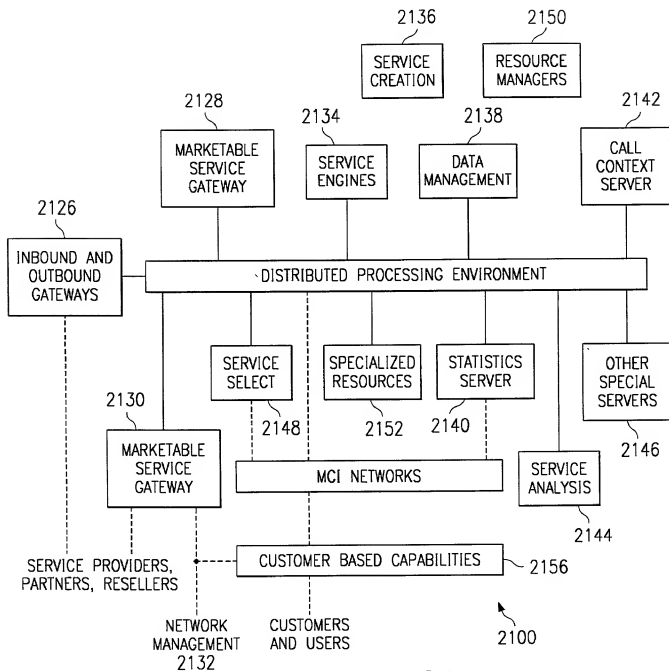 2136
2150
SERVICE
CREATION
RESOURCE
MANAGERS
2128
2134
2138
2142
MARKETABLE
SERVICE
GATEWAY
SERVICE
ENGINES
DATA
MANAGEMENT
CALL
CONTEXT
SERVER
2126
INBOUND AND
OUTBOUND
GATEWAYS
DISTRIBUTED PROCESSING ENVIRONMENT
SERVICE
SELECT
2148
SPECIALIZED
RESOURCES
2152
STATISTICS
SERVER
2140
OTHER
SPECIAL
SERVERS
2146
2130
MARKETABLE
SERVICE
GATEWAY
MCI NETWORKS
SERVICE
ANALYSIS
2144
SERVICE PROVIDERS,
PARTNERS, RESELLERS
CUSTOMER BASED CAPABILITIES
2156
NETWORK
MANAGEMENT
2132
CUSTOMERS
AND USERS
2100